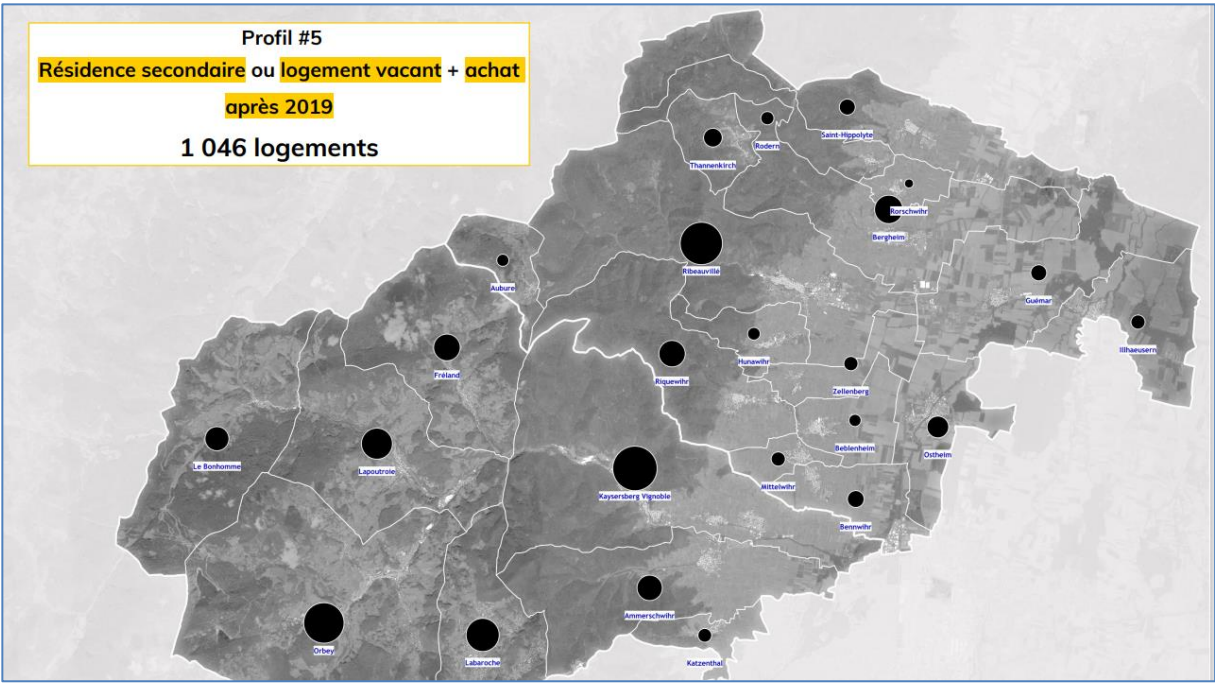 Profil #5
Résidence secondaire ou logement vacant + achat
après 2019
1 046 logements
Saint-Hippolyte
Rodern
Thannenkirch
Rorschwihr
Bergheim
Ribeauvillé
Aubure
Guémar
Illhaeusern
Hunawihr
Fréland
Riquewihr
Zellenberg
Beblenheim
Ostheim
Le Bonhomme
Lapoutroie
Mittelwihr
Kaysersberg Vignoble
Bennwihr
Ammerschwihr
Orbey
Labaroche
Katzenthal